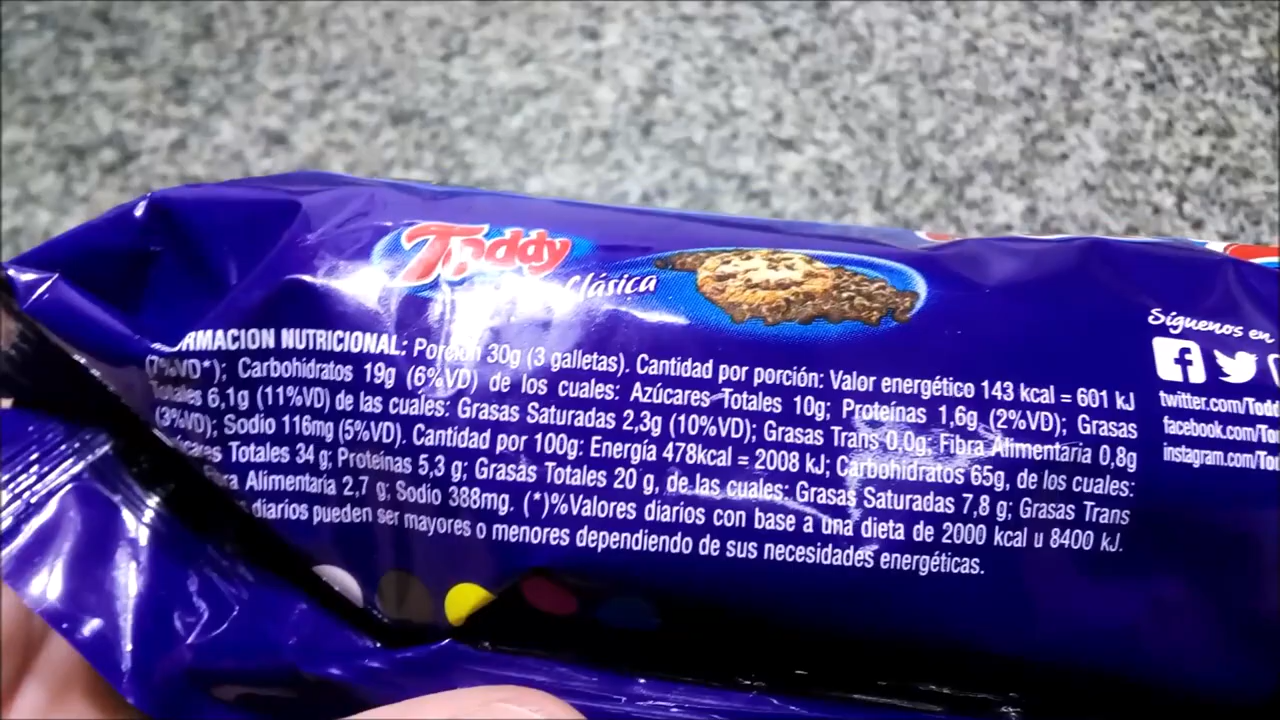 Toddy
Clásica
RMACION NUTRICIONAL: Porción 30g (3 galletas). Cantidad por porción: Valor energético 143 kcal = 601 kJ
(7%VD*); Carbohidratos 19g (6%VD) de los cuales: Azúcares Totales 10g; Proteínas 1,6g (2%VD); Grasas
Totales 6,1g (11%VD) de las cuales: Grasas Saturadas 2,3g (10%VD); Grasas Trans 0,0g; Fibra Alimentaria 0,8g
(3%VD); Sodio 116mg (5%VD). Cantidad por 100g: Energía 478kcal = 2008 kJ; Carbohidratos 65g, de los cuales:
Totales 34 g; Proteínas 5,3 g; Grasas Totales 20 g, de las cuales: Grasas Saturadas 7,8 g; Grasas Trans
Alimentaria 2,7 g; Sodio 388mg. (*)%Valores diarios con base a una dieta de 2000 kcal u 8400 kJ.
diarios pueden ser mayores o menores dependiendo de sus necesidades energéticas.
Síguenos en
twitter.com/Todd
facebook.com/To
instagram.com/To